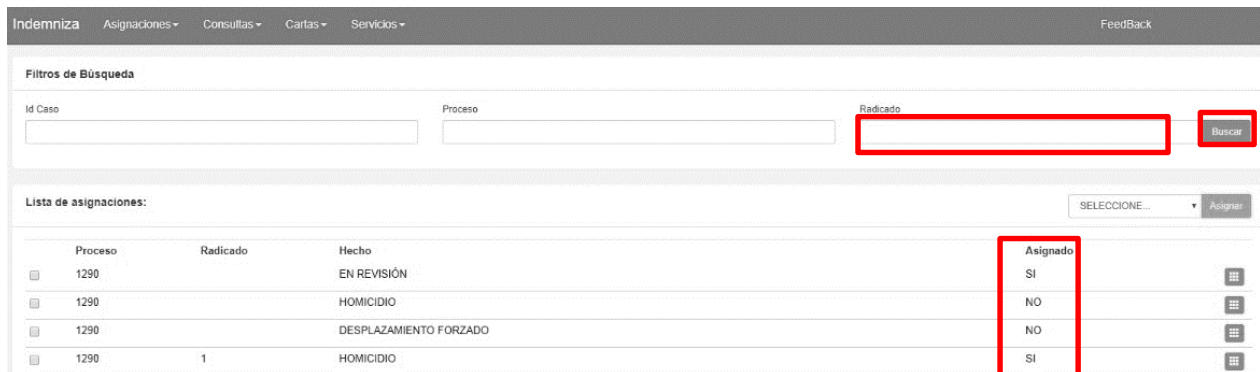 Indemniza Asignaciones Consultas Cartas Servicios FeedBack
Filtros de Búsqueda
Id Caso Proceso Radicado
Buscar
Lista de asignaciones: SELECCIONE... Asignar
Proceso Radicado Hecho Asignado
1290 EN REVISIÓN SI
1290 HOMICIDIO NO
1290 DESPLAZAMIENTO FORZADO NO
1290 1 HOMICIDIO SI